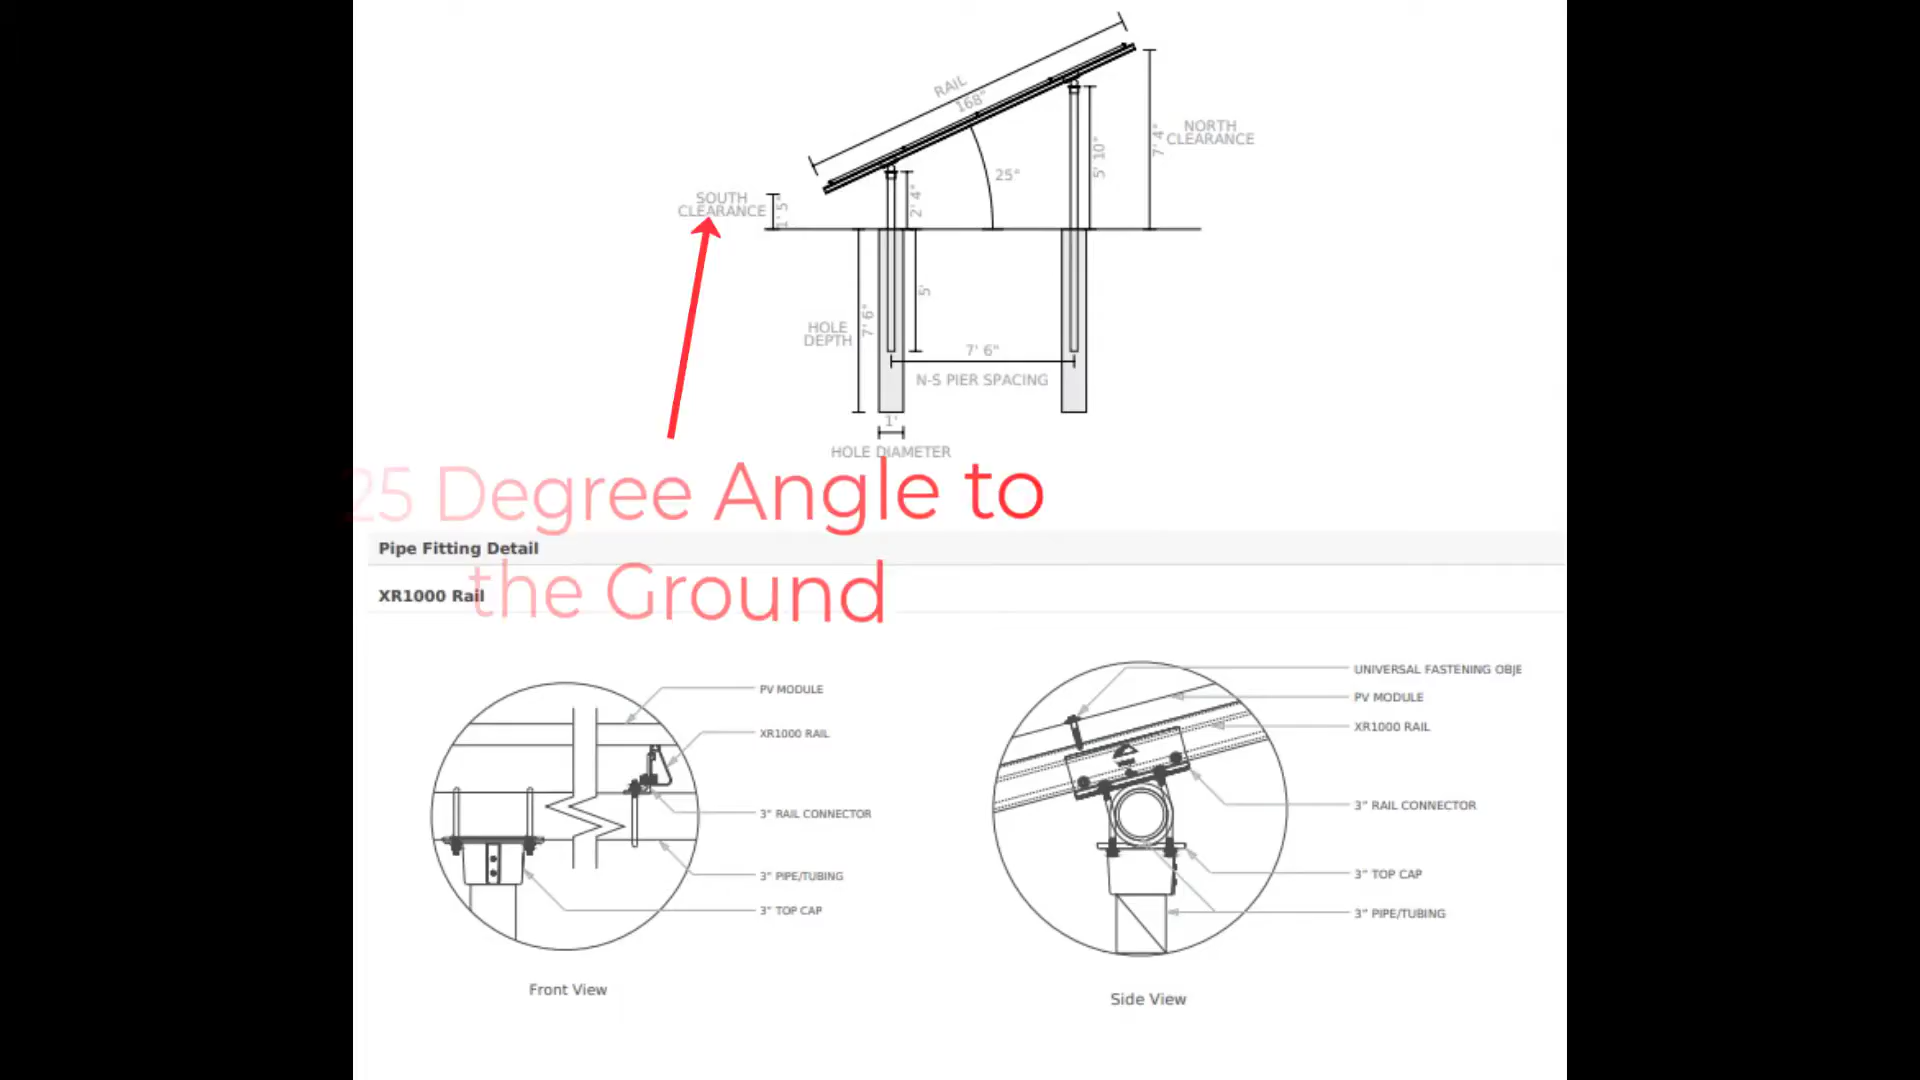 RAIL
168"
NORTH
CLEARANCE
7' 4"
5' 10"
25°
SOUTH
CLEARANCE
1' 5"
2' 4"
5'
HOLE
DEPTH
7' 6"
7' 6"
N-S PIER SPACING
1'
HOLE DIAMETER
25 Degree Angle to
the Ground
Pipe Fitting Detail
XR1000 Rail
PV MODULE
XR1000 RAIL
3" RAIL CONNECTOR
3" PIPE/TUBING
3" TOP CAP
Front View
UNIVERSAL FASTENING OBJE
PV MODULE
XR1000 RAIL
3" RAIL CONNECTOR
3" TOP CAP
3" PIPE/TUBING
Side View